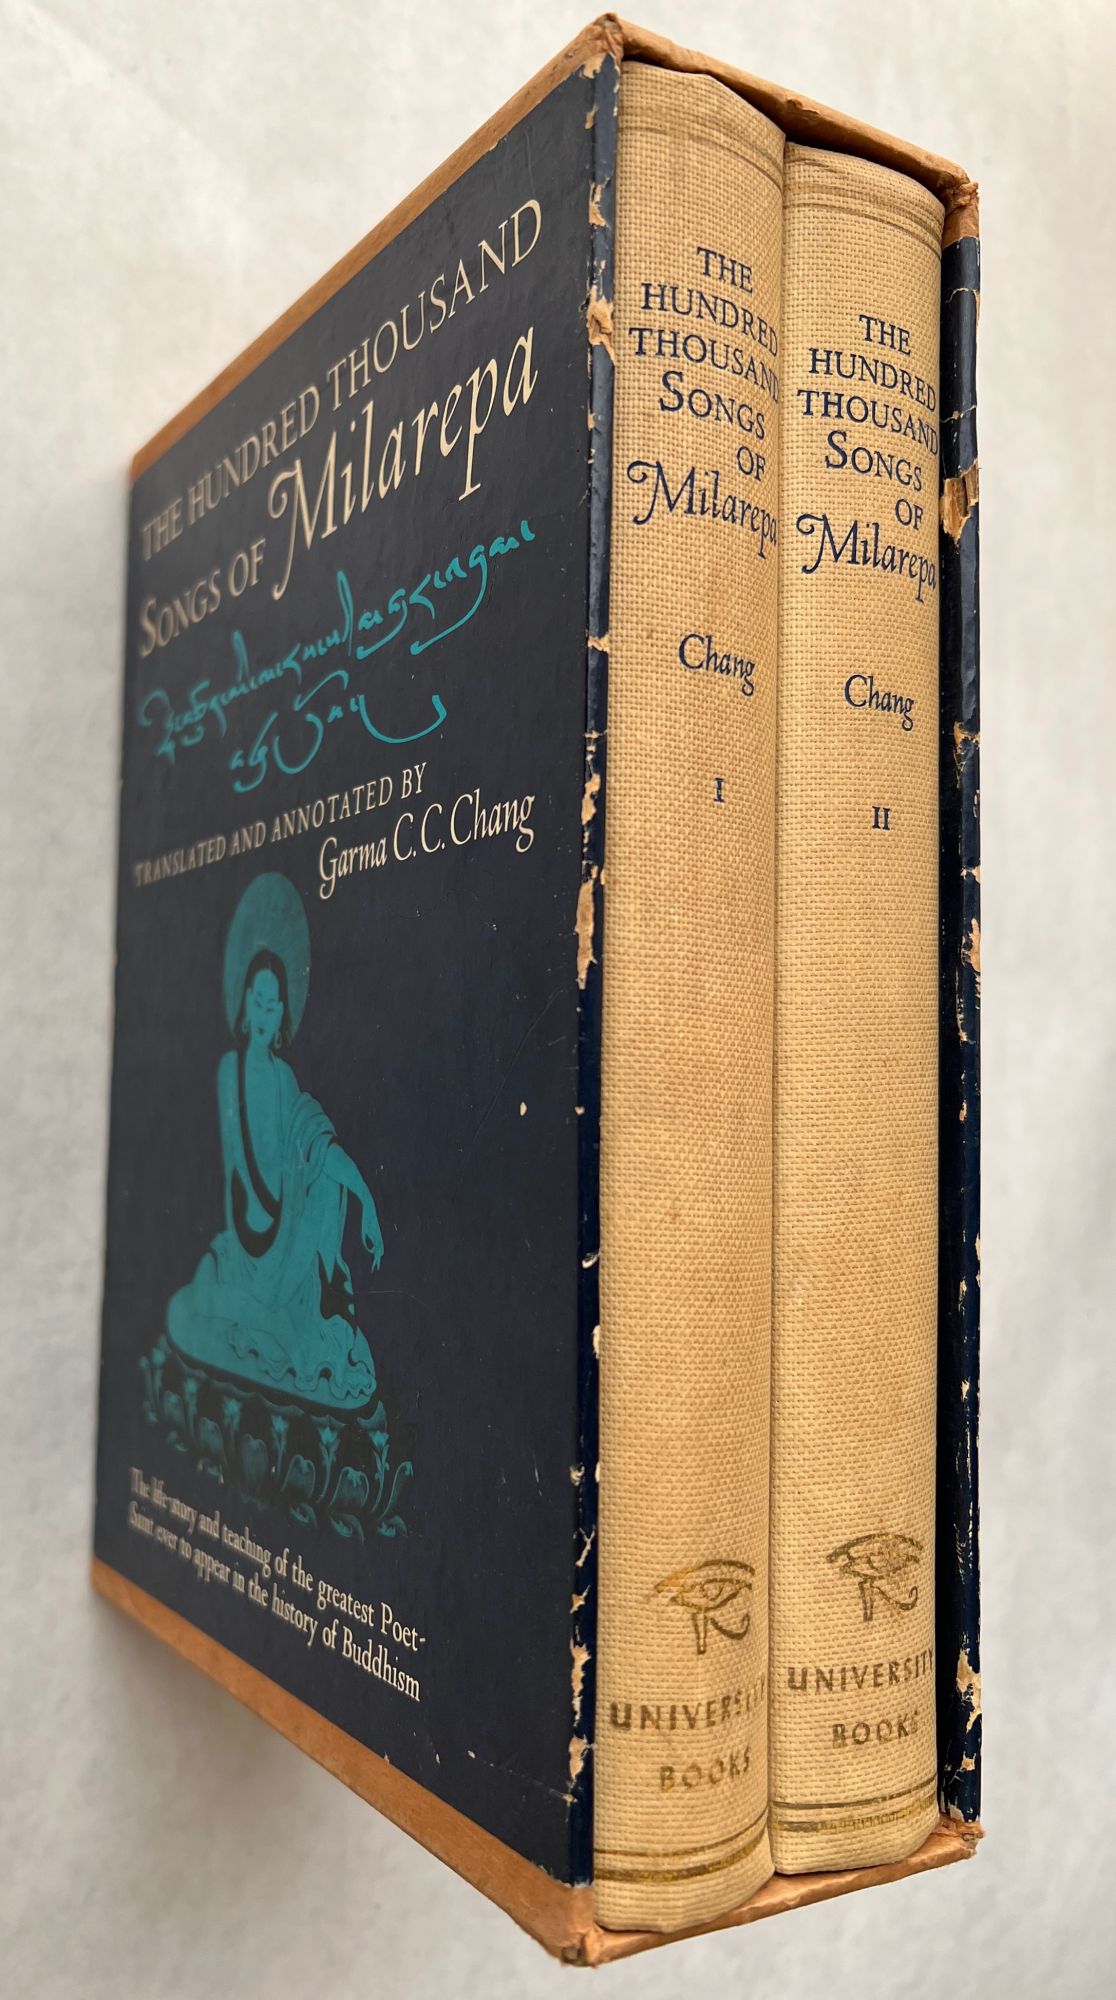 THE HUNDRED THOUSAND
SONGS OF Milarepa
TRANSLATED AND ANNOTATED BY
Garma C. C. Chang
The life-story and teaching of the greatest Poet-
Saint ever to appear in the history of Buddhism
THE
HUNDRED
THOUSAND
SONGS
OF
Milarepa
Chang
I
UNIVERSITY
BOOKS
THE
HUNDRED
THOUSAND
SONGS
OF
Milarepa
Chang
II
UNIVERSITY
BOOKS